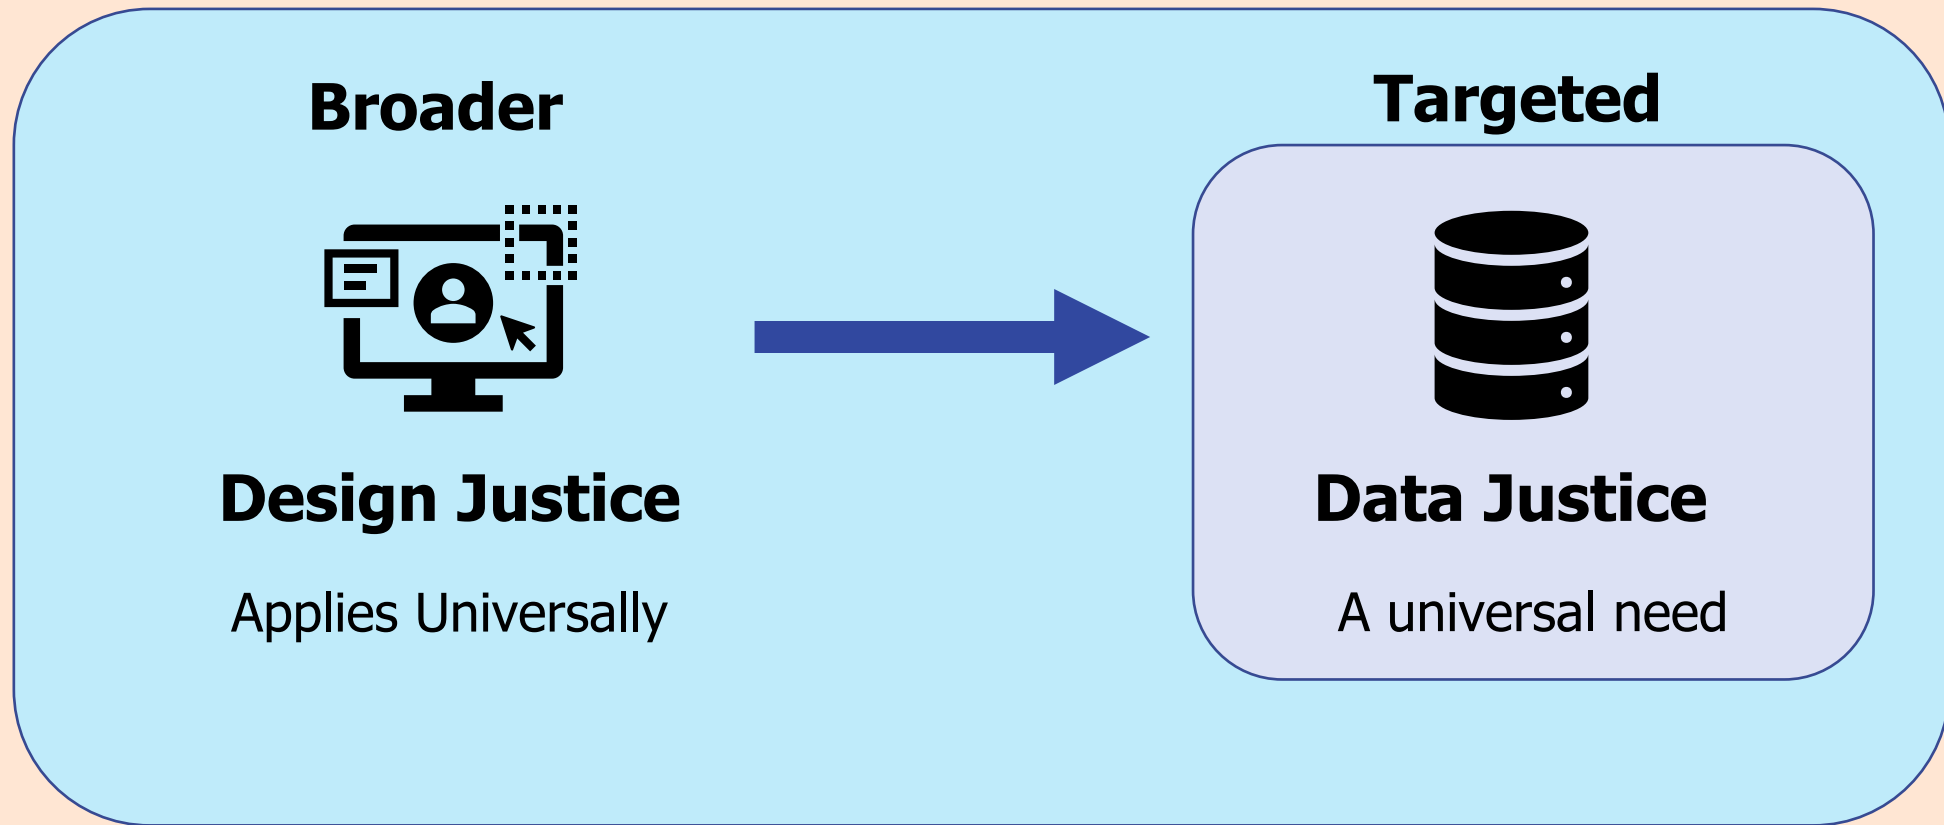 Broader
Design Justice
Applies Universally
Targeted
Data Justice
A universal need